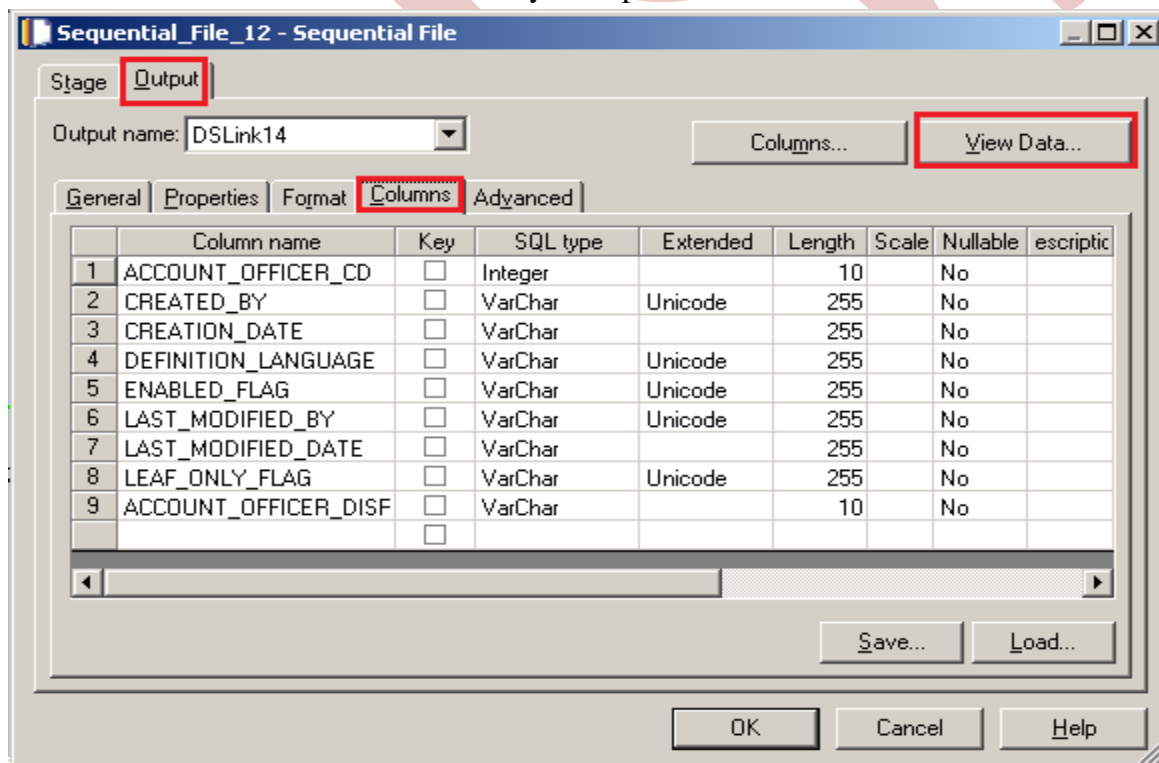 Sequential_File_12 - Sequential File
Stage Output
Output name: DSLink14 Columns... View Data...
General Properties Format Columns Advanced
Column name Key SQL type Extended Length Scale Nullable escriptic
1 ACCOUNT_OFFICER_CD Integer 10 No
2 CREATED_BY VarChar Unicode 255 No
3 CREATION_DATE VarChar 255 No
4 DEFINITION_LANGUAGE VarChar Unicode 255 No
5 ENABLED_FLAG VarChar Unicode 255 No
6 LAST_MODIFIED_BY VarChar Unicode 255 No
7 LAST_MODIFIED_DATE VarChar 255 No
8 LEAF_ONLY_FLAG VarChar Unicode 255 No
9 ACCOUNT_OFFICER_DISF VarChar 10 No
Save... Load...
OK Cancel Help